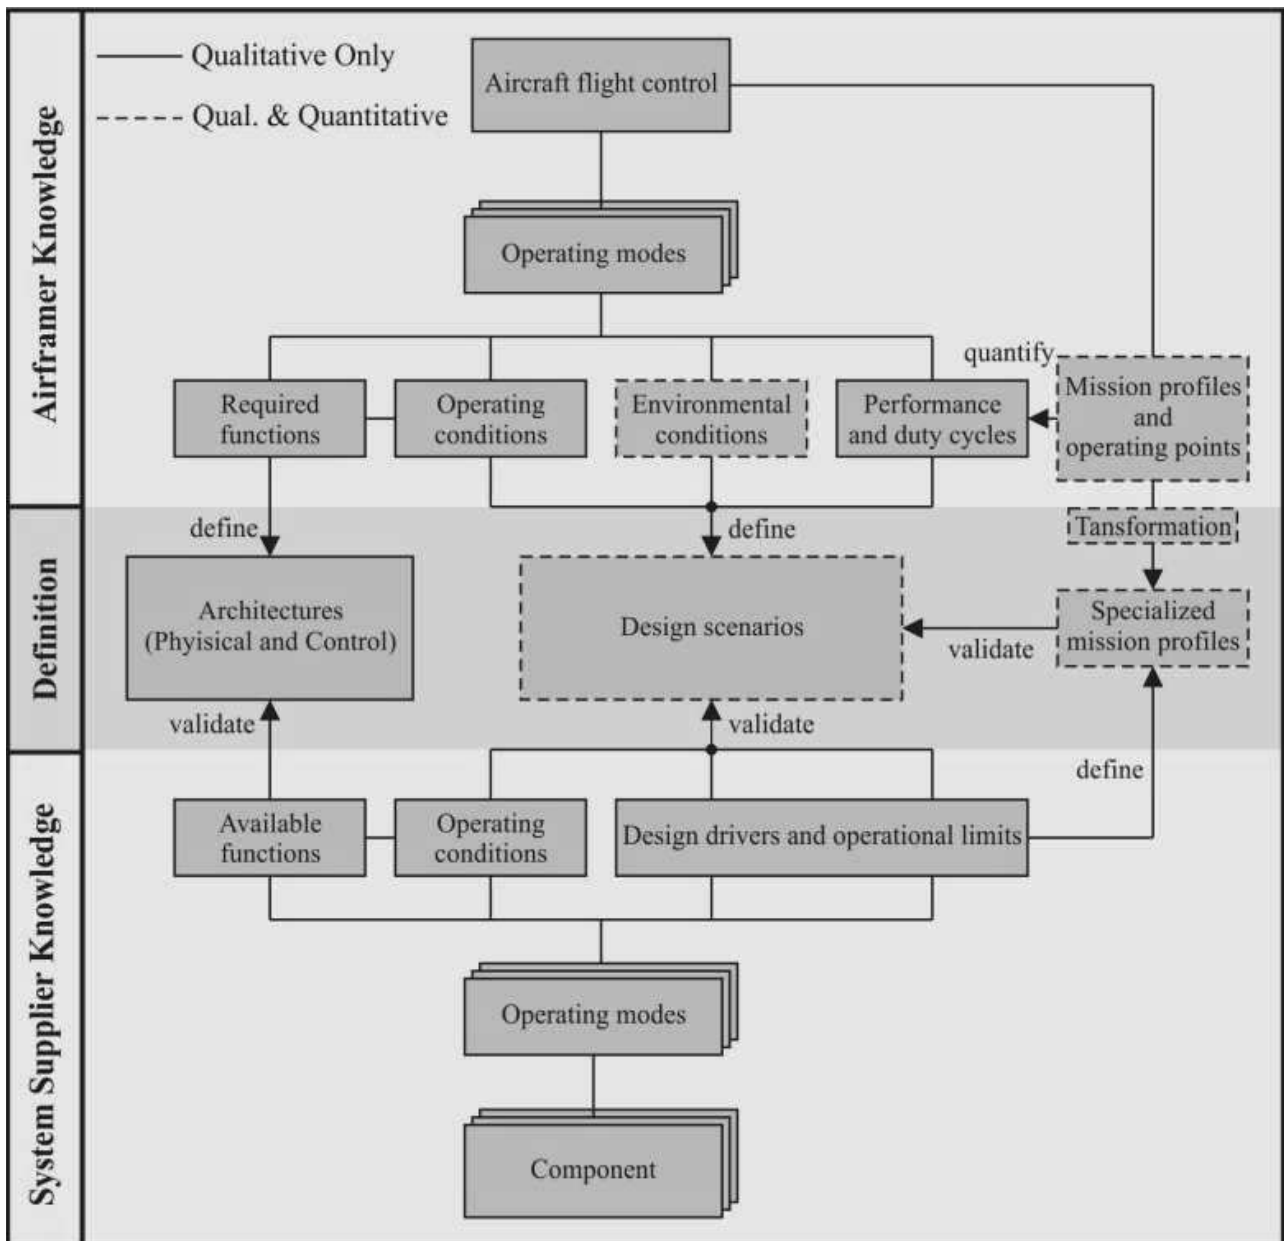 Airframer Knowledge
Definition
System Supplier Knowledge
Qualitative Only
Qual. & Quantitative
Aircraft flight control
Operating modes
quantify
Required
functions
Operating
conditions
Environmental
conditions
Performance
and duty cycles
Mission profiles
and
operating points
define
define
Tansformation
Architectures
(Phyisical and Control)
Design scenarios
Specialized
mission profiles
validate
validate
validate
define
Available
functions
Operating
conditions
Design drivers and operational limits
Operating modes
Component